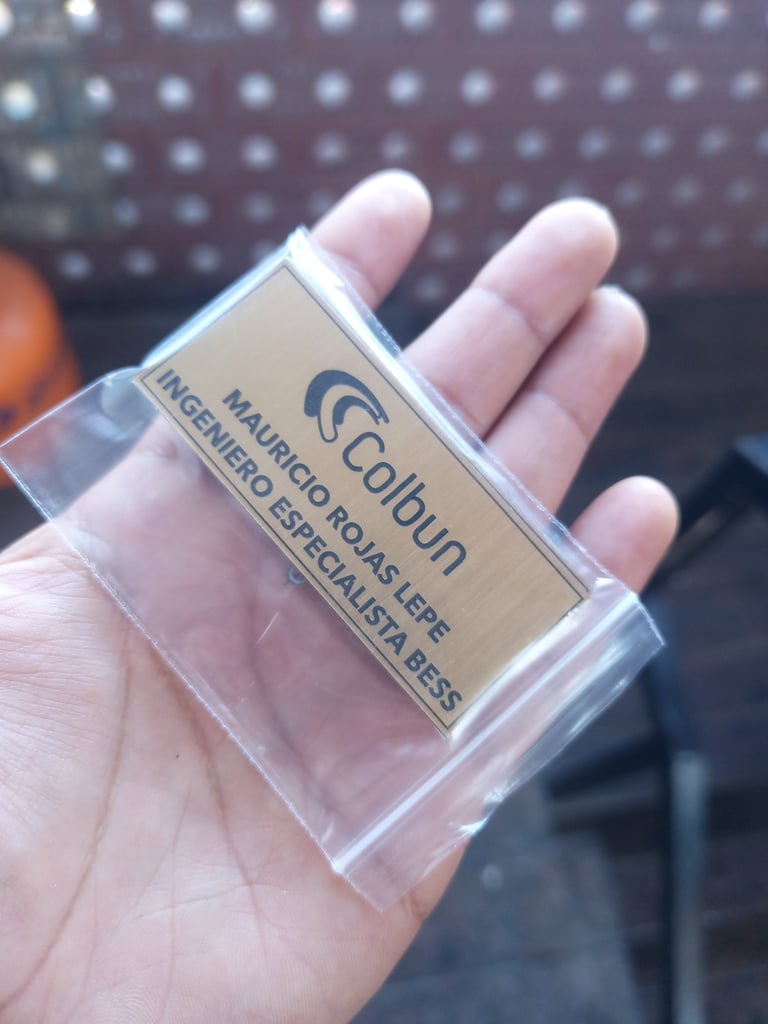 Colbun
MAURICIO ROJAS LEPE
INGENIERO ESPECIALISTA BESS